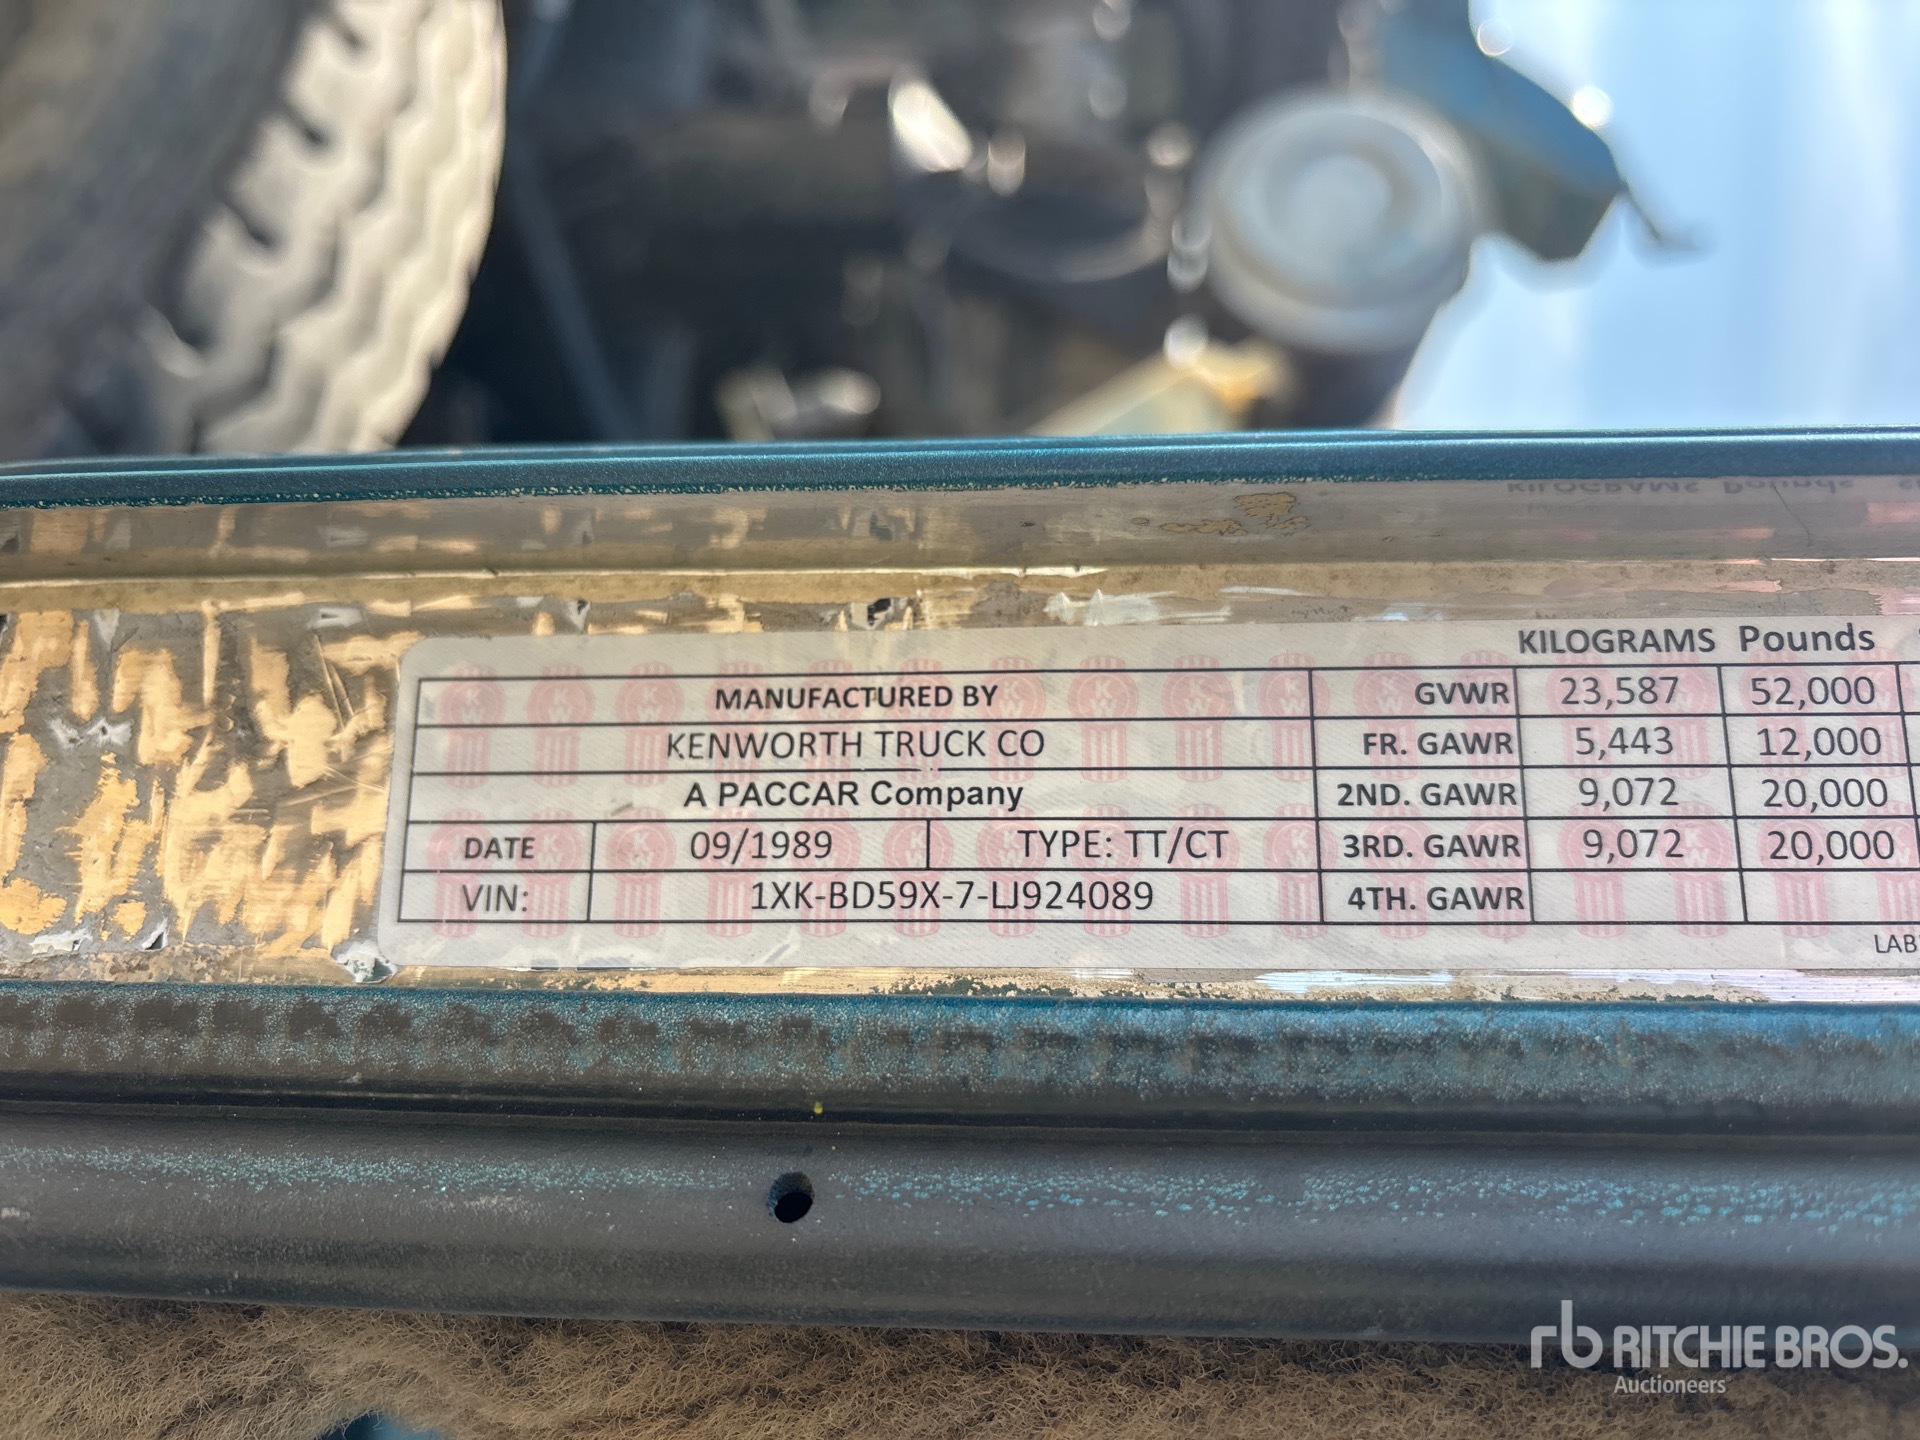 KILOGRAMS Pounds
MANUFACTURED BY GVWR 23,587 52,000
KENWORTH TRUCK CO FR. GAWR 5,443 12,000
A PACCAR Company 2ND. GAWR 9,072 20,000
DATE 09/1989 TYPE: TT/CT 3RD. GAWR 9,072 20,000
VIN: 1XK-BD59X-7-LJ924089 4TH. GAWR
LAB
rb RITCHIE BROS.
Auctioneers